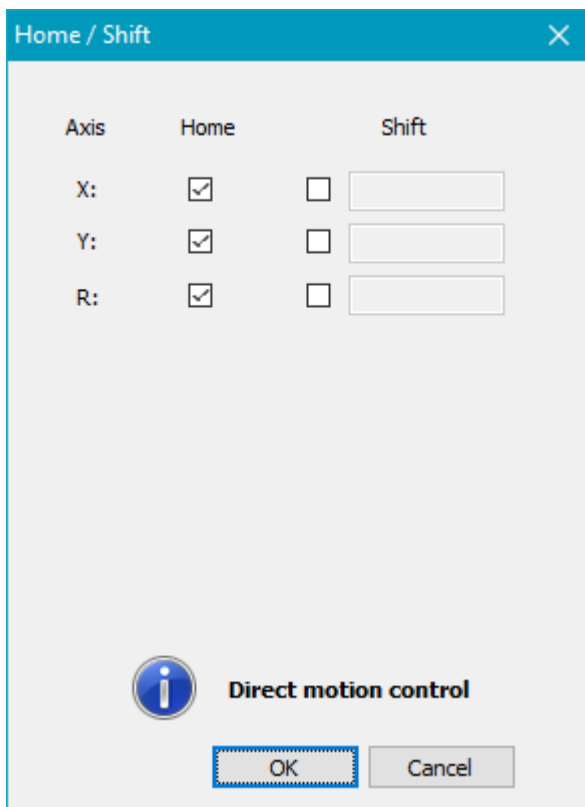 Home / Shift
Axis Home Shift
X:
Y:
R:
Direct motion control
OK Cancel